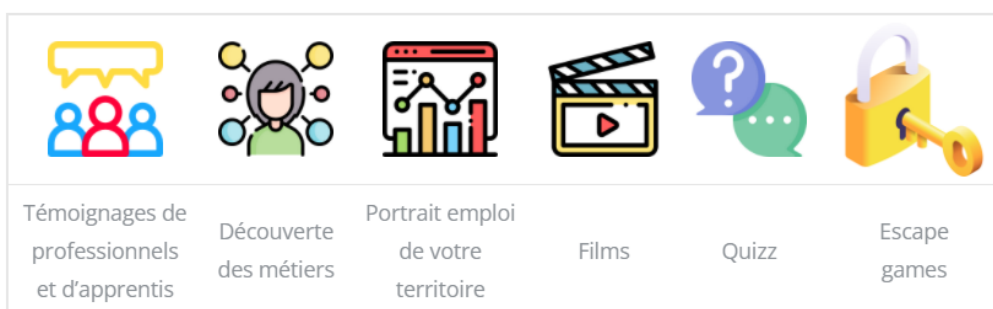 Témoignages de
professionnels
et d'apprentis
Découverte
des métiers
Portrait emploi
de votre
territoire
Films
Quizz
Escape
games